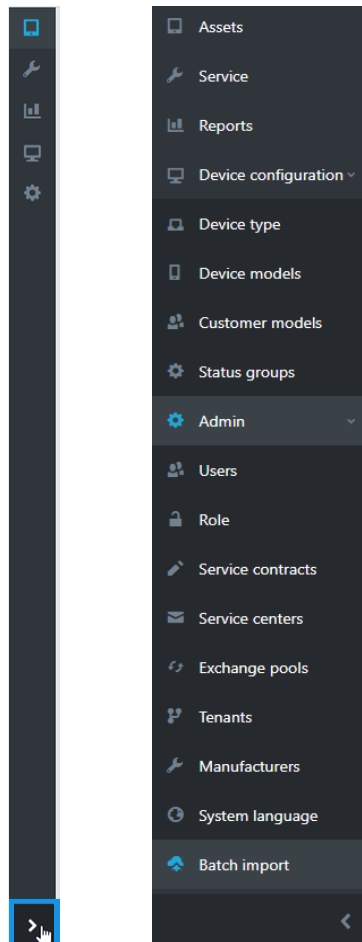 Assets
Service
Reports
Device configuration
Device type
Device models
Customer models
Status groups
Admin
Users
Role
Service contracts
Service centers
Exchange pools
Tenants
Manufacturers
System language
Batch import